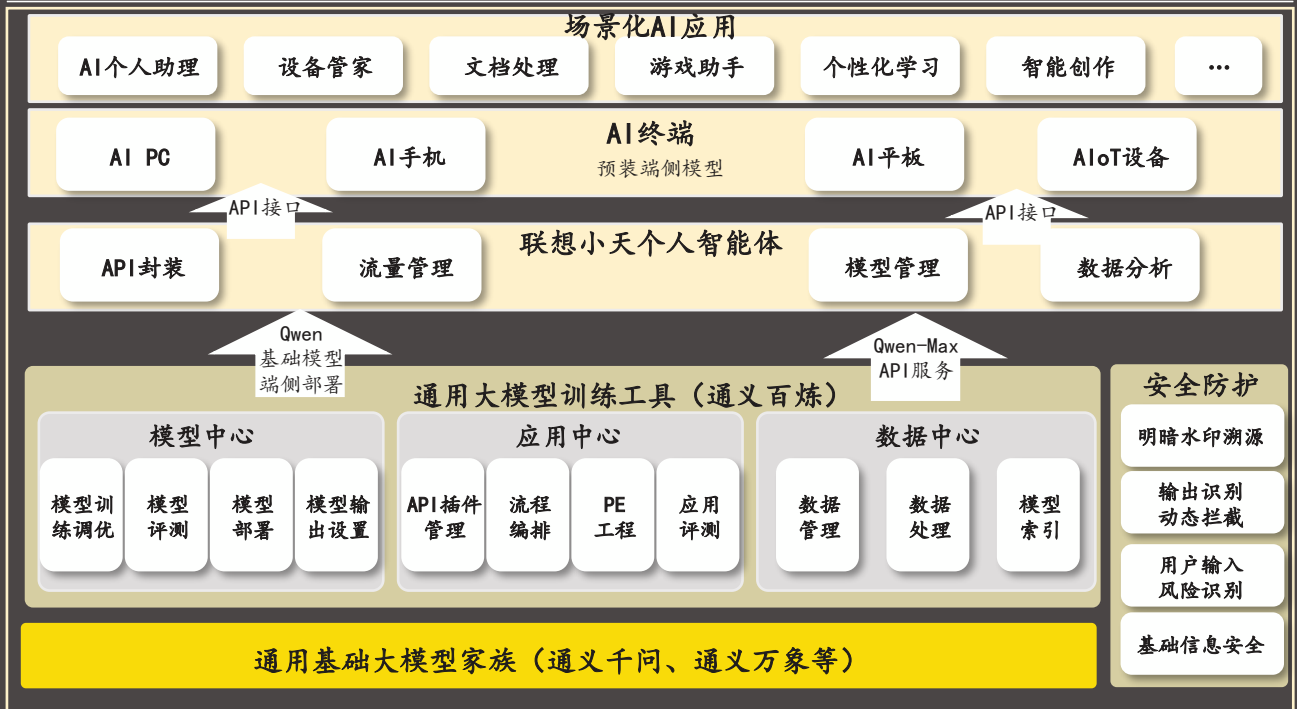 场景化AI应用
AI个人助理
设备管家
文档处理
游戏助手
个性化学习
智能创作
…
AI终端
预装端侧模型
AI PC
AI手机
AI平板
AIoT设备
API接口
API接口
联想小天个人智能体
API封装
流量管理
模型管理
数据分析
Qwen
基础模型
端侧部署
Qwen-Max
API服务
通用大模型训练工具（通义百炼）
模型中心
模型训
练调优
模型
评测
模型
部署
模型输
出设置
应用中心
API插件
管理
流程
编排
PE
工程
应用
评测
数据中心
数据
管理
数据
处理
模型
索引
安全防护
明暗水印溯源
输出识别
动态拦截
用户输入
风险识别
基础信息安全
通用基础大模型家族（通义千问、通义万象等）